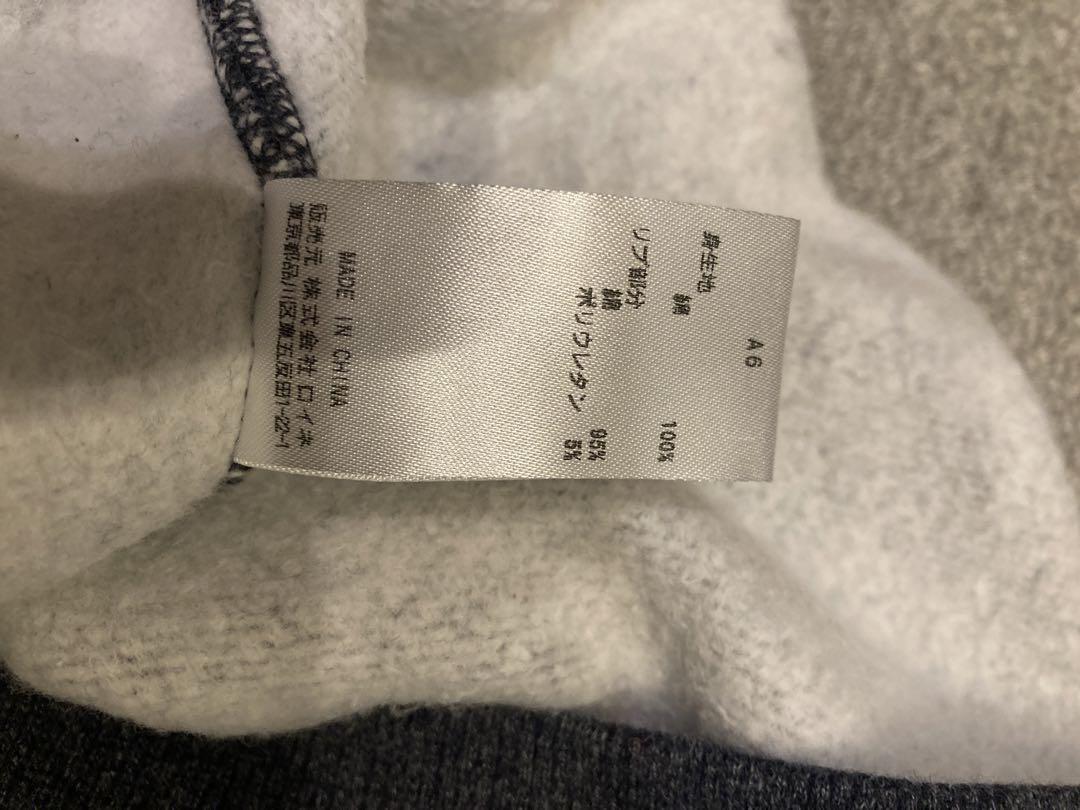 A6
身生地
綿 100%
リブ部分
綿 95%
ポリウレタン 5%
MADE IN CHINA
販売元 株式会社ロイネ
東京都品川区東五反田1-22-1